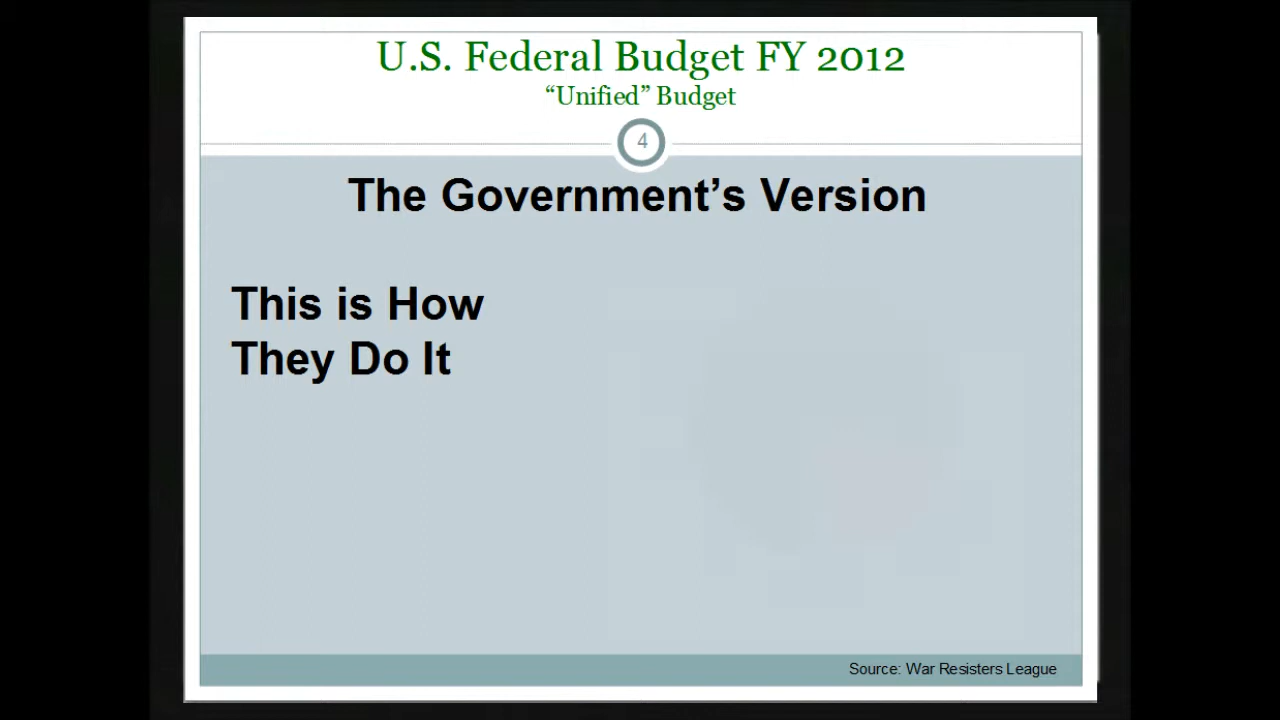 U.S. Federal Budget FY 2012
“Unified” Budget
4
The Government’s Version
This is How
They Do It
Source: War Resisters League